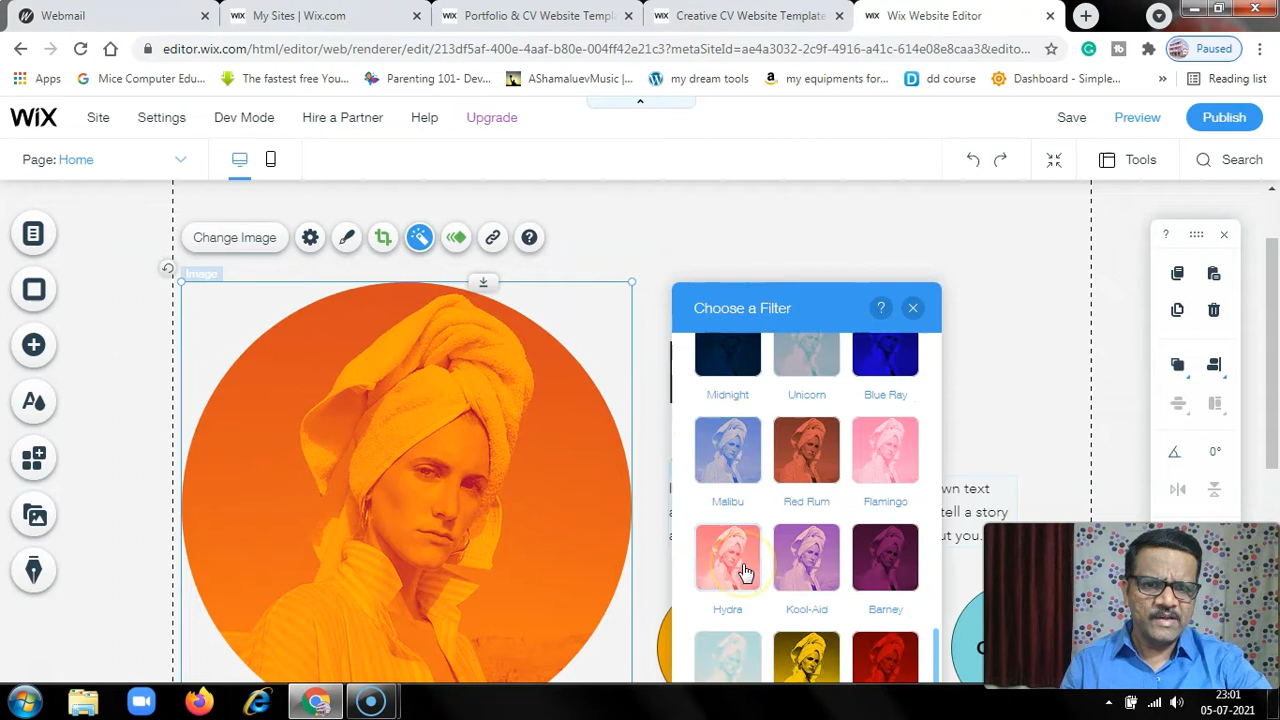 Webmail
My Sites | Wix.com
Portfolio & CV Website Templ
Creative CV Website Template
Wix Website Editor
editor.wix.com/html/editor/web/renderer/edit/213df5af-400e-4aaf-b80e-004ff42e21c3?metaSiteId=ae4a3032-2c9f-4916-a41c-014e08e8caa3&edito...
Paused
Apps
Mice Computer Edu...
The fastest free You...
Parenting 101- Dev...
AShamaluevMusic |...
my dream tools
my equipments for...
dd course
Dashboard - Simple...
»
Reading list
WiX
Site
Settings
Dev Mode
Hire a Partner
Help
Upgrade
Save
Preview
Publish
Page: Home
Tools
Search
Change Image
Image
Choose a Filter
Midnight
Unicorn
Blue Ray
Malibu
Red Rum
Flamingo
Hydra
Kool-Aid
Barney
wn text
tell a story
ut you.
0°
23:01
05-07-2021